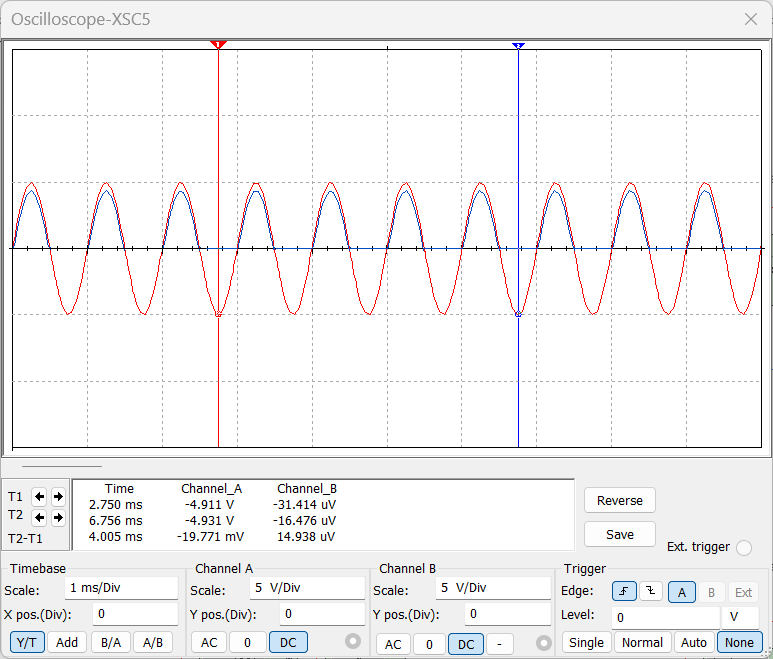 Oscilloscope-XSC5
1
2
Time Channel_A Channel_B
T1 2.750 ms -4.911 V -31.414 uV
T2 6.756 ms -4.931 V -16.476 uV
T2-T1 4.005 ms -19.771 mV 14.938 uV
Reverse
Save
Ext. trigger
Timebase
Scale: 1 ms/Div
X pos.(Div): 0
Y/T Add B/A A/B
Channel A
Scale: 5 V/Div
Y pos.(Div): 0
AC 0 DC
Channel B
Scale: 5 V/Div
Y pos.(Div): 0
AC 0 DC -
Trigger
Edge: A B Ext
Level: 0 V
Single Normal Auto None